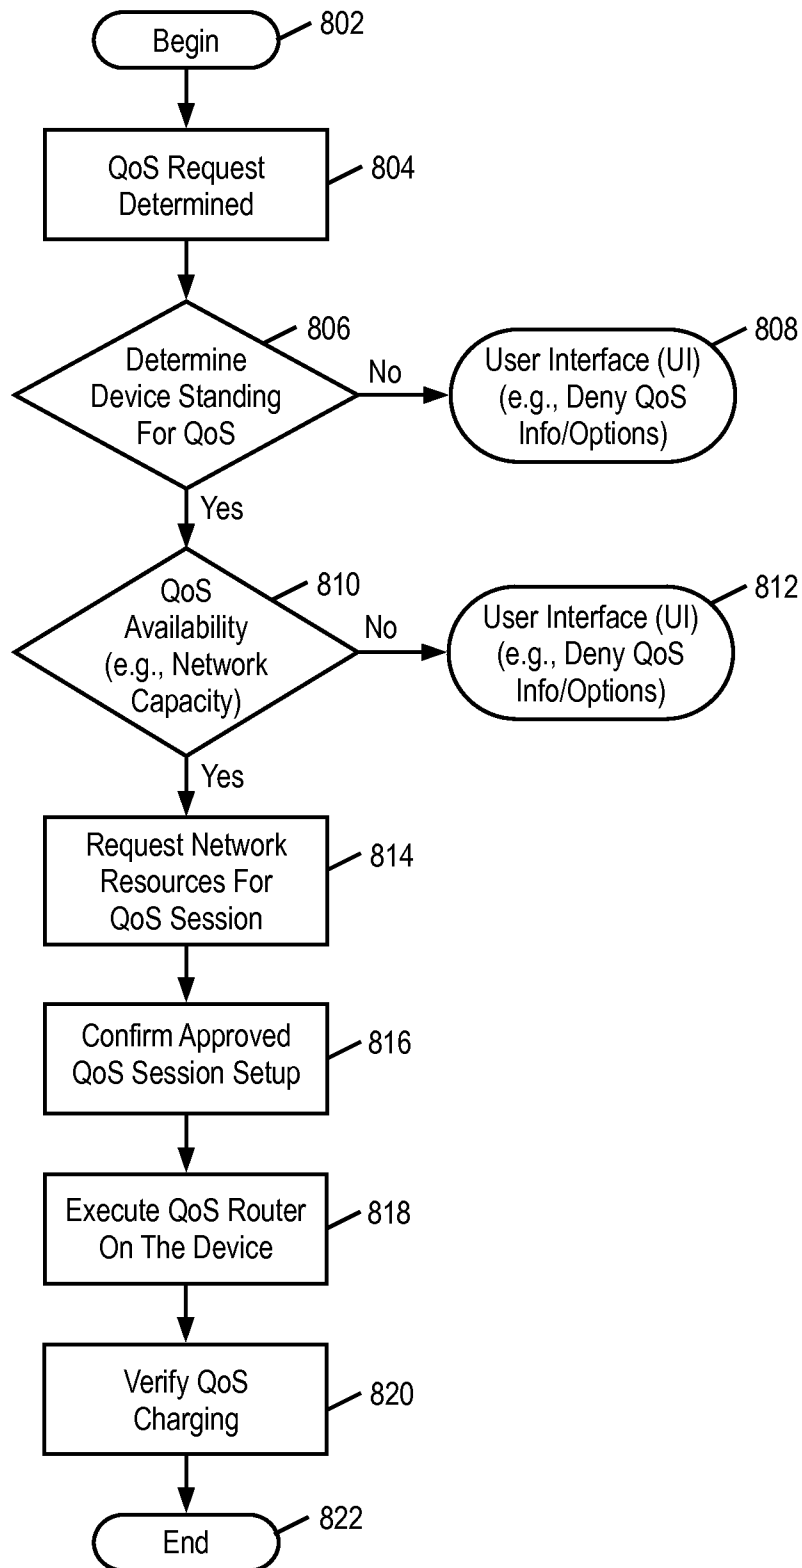 Begin
802
QoS Request
Determined
804
Determine
Device Standing
For QoS
806
No
User Interface (UI)
(e.g., Deny QoS
Info/Options)
808
Yes
QoS
Availability
(e.g., Network
Capacity)
810
No
User Interface (UI)
(e.g., Deny QoS
Info/Options)
812
Yes
Request Network
Resources For
QoS Session
814
Confirm Approved
QoS Session Setup
816
Execute QoS Router
On The Device
818
Verify QoS
Charging
820
End
822